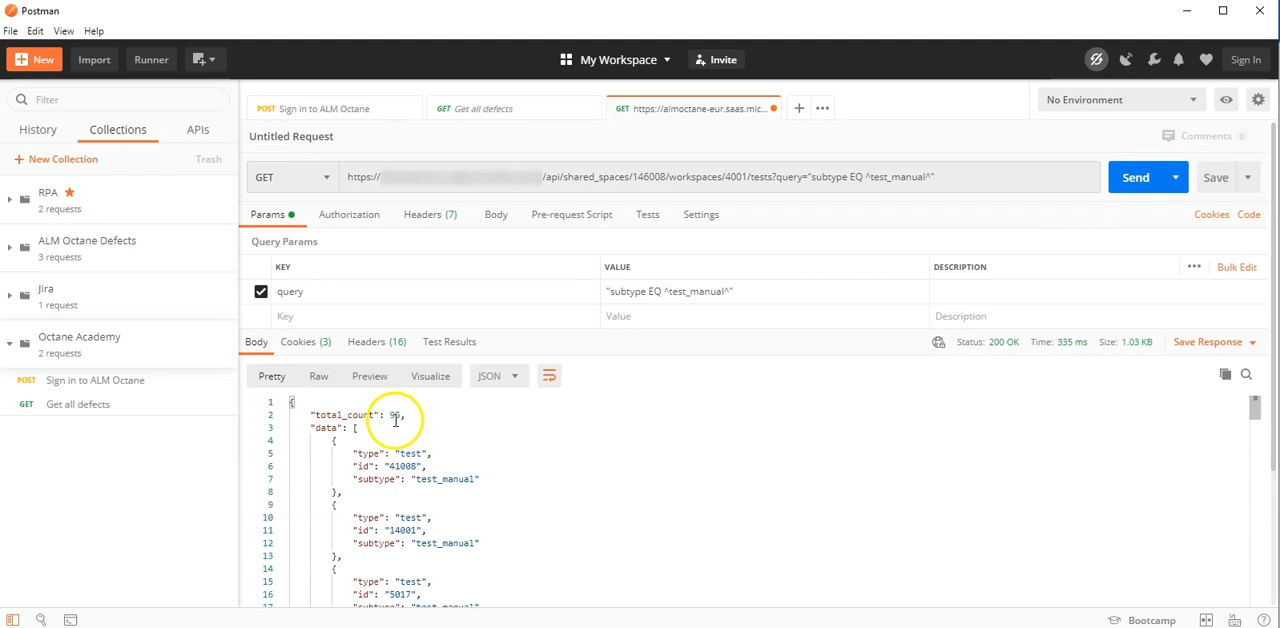 Postman
File Edit View Help
New Import Runner My Workspace Invite Sign In
Filter
History Collections APIs
New Collection Trash
RPA
2 requests
ALM Octane Defects
3 requests
Jira
1 request
Octane Academy
2 requests
POST Sign in to ALM Octane
GET Get all defects
POST Sign in to ALM Octane GET Get all defects GET https://almoctane-eur.saas.mic... No Environment
Untitled Request Comments 0
GET https:// /api/shared_spaces/146008/workspaces/4001/tests?query="subtype EQ ^test_manual^" Send Save
Params Authorization Headers (7) Body Pre-request Script Tests Settings Cookies Code
Query Params
KEY VALUE DESCRIPTION Bulk Edit
query "subtype EQ ^test_manual^"
Key Value Description
Body Cookies (3) Headers (16) Test Results Status: 200 OK Time: 335 ms Size: 1.03 KB Save Response
Pretty Raw Preview Visualize JSON
1 {
2 "total_count":
3 "data": [
4 {
5 "type": "test",
6 "id": "41008",
7 "subtype": "test_manual"
8 },
9 {
10 "type": "test",
11 "id": "14001",
12 "subtype": "test_manual"
13 },
14 {
15 "type": "test",
16 "id": "5017",
17 "subtype": "test_manual"
Bootcamp